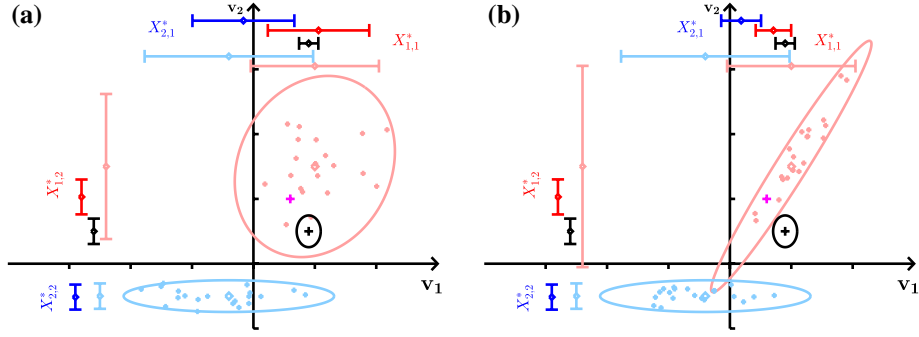 (a)
v₂
X*₂,₁
X*₁,₁
X*₁,₂
X*₂,₂
v₁
(b)
v₂
X*₂,₁
X*₁,₁
X*₁,₂
X*₂,₂
v₁